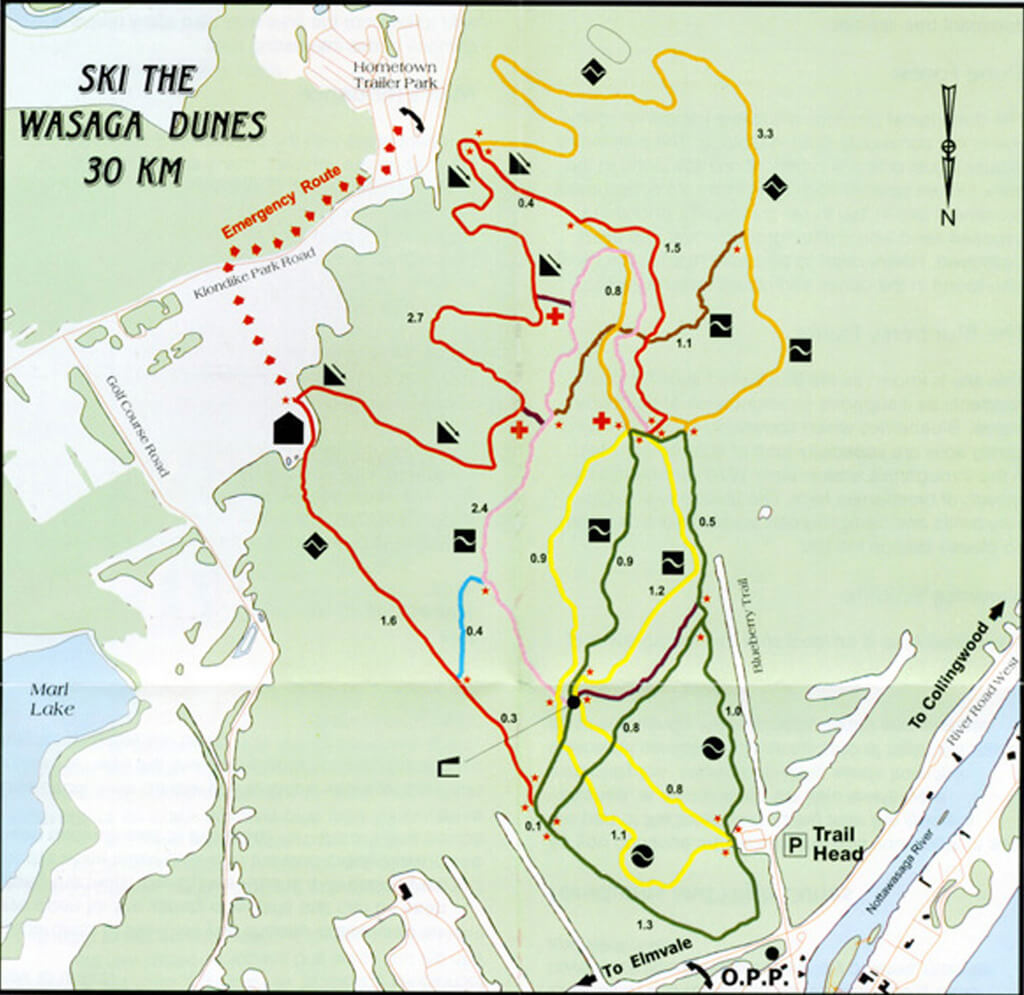 SKI THE
WASAGA DUNES
30 KM
Hometown
Trailer Park
Emergency Route
Klondike Park Road
Golf Course Road
3.3
N
0.4
1.5
0.8
2.7
1.1
2.4
0.9
0.9
0.5
1.2
Blueberry Trail
1.6
0.4
To Collingwood
River Road West
Marl
Lake
0.3
0.8
1.0
0.8
0.1
1.1
P
Trail
Head
Nottawasaga River
1.3
To Elmvale
O.P.P.